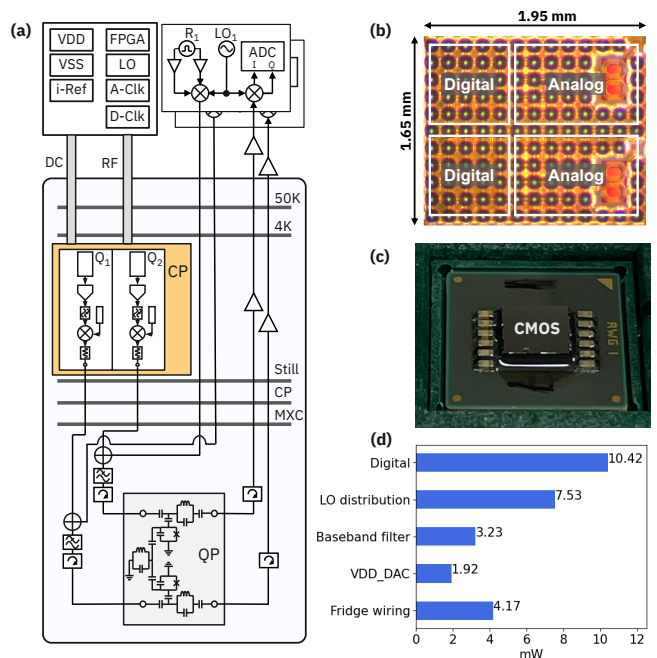 (a)
VDD
VSS
i-Ref
FPGA
LO
A-Clk
D-Clk
R1
LO1
ADC
I Q
DC
RF
50K
4K
Q1
Q2
CP
Still
CP
MXC
QP
(b)
1.95 mm
1.65 mm
Digital
Analog
Digital
Analog
(c)
CMOS
AWG I
(d)
Digital
10.42
LO distribution
7.53
Baseband filter
3.23
VDD_DAC
1.92
Fridge wiring
4.17
0 2 4 6 8 10 12
mW